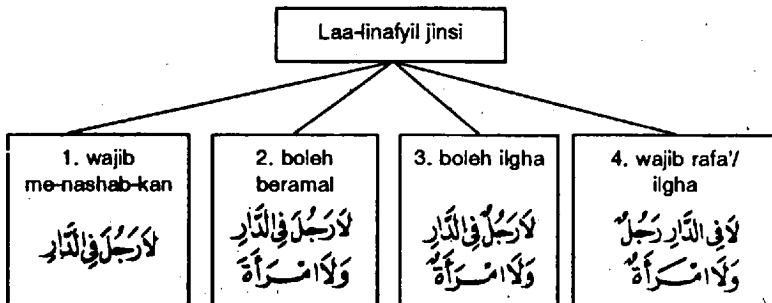 Laa-linafyil jinsi
1. wajib
me-nashab-kan
لَا رَجُلَ فِي الدَّارِ
2. boleh
beramal
لَا رَجُلَ فِي الدَّارِ
وَلَا امْرَأَةَ
3. boleh ilgha
لَا رَجُلٌ فِي الدَّارِ
وَلَا امْرَأَةٌ
4. wajib rafa'/
ilgha
لَا فِي الدَّارِ رَجُلٌ
وَلَا امْرَأَةٌ